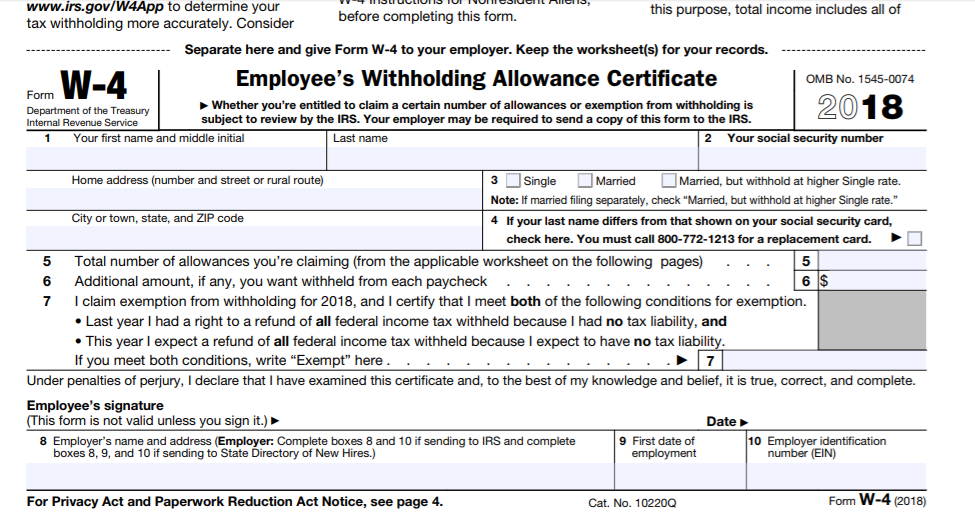 www.irs.gov/W4App to determine your
tax withholding more accurately. Consider
before completing this form.
this purpose, total income includes all of
Separate here and give Form W-4 to your employer. Keep the worksheet(s) for your records.
Form W-4
Department of the Treasury
Internal Revenue Service
Employee's Withholding Allowance Certificate
▶ Whether you're entitled to claim a certain number of allowances or exemption from withholding is
subject to review by the IRS. Your employer may be required to send a copy of this form to the IRS.
OMB No. 1545-0074
2018
1 Your first name and middle initial
Last name
2 Your social security number
Home address (number and street or rural route)
3 Single Married Married, but withhold at higher Single rate.
Note: If married filing separately, check "Married, but withhold at higher Single rate."
City or town, state, and ZIP code
4 If your last name differs from that shown on your social security card,
check here. You must call 800-772-1213 for a replacement card. ▶
5 Total number of allowances you're claiming (from the applicable worksheet on the following pages) . . . 5
6 Additional amount, if any, you want withheld from each paycheck . . . . . . . . . . . . . . 6 $
7 I claim exemption from withholding for 2018, and I certify that I meet both of the following conditions for exemption.
• Last year I had a right to a refund of all federal income tax withheld because I had no tax liability, and
• This year I expect a refund of all federal income tax withheld because I expect to have no tax liability.
If you meet both conditions, write "Exempt" here . . . . . . . . . . . . . . . ▶ 7
Under penalties of perjury, I declare that I have examined this certificate and, to the best of my knowledge and belief, it is true, correct, and complete.
Employee's signature
(This form is not valid unless you sign it.) ▶ Date ▶
8 Employer's name and address (Employer: Complete boxes 8 and 10 if sending to IRS and complete
boxes 8, 9, and 10 if sending to State Directory of New Hires.)
9 First date of
employment
10 Employer identification
number (EIN)
For Privacy Act and Paperwork Reduction Act Notice, see page 4.
Cat. No. 10220Q
Form W-4 (2018)